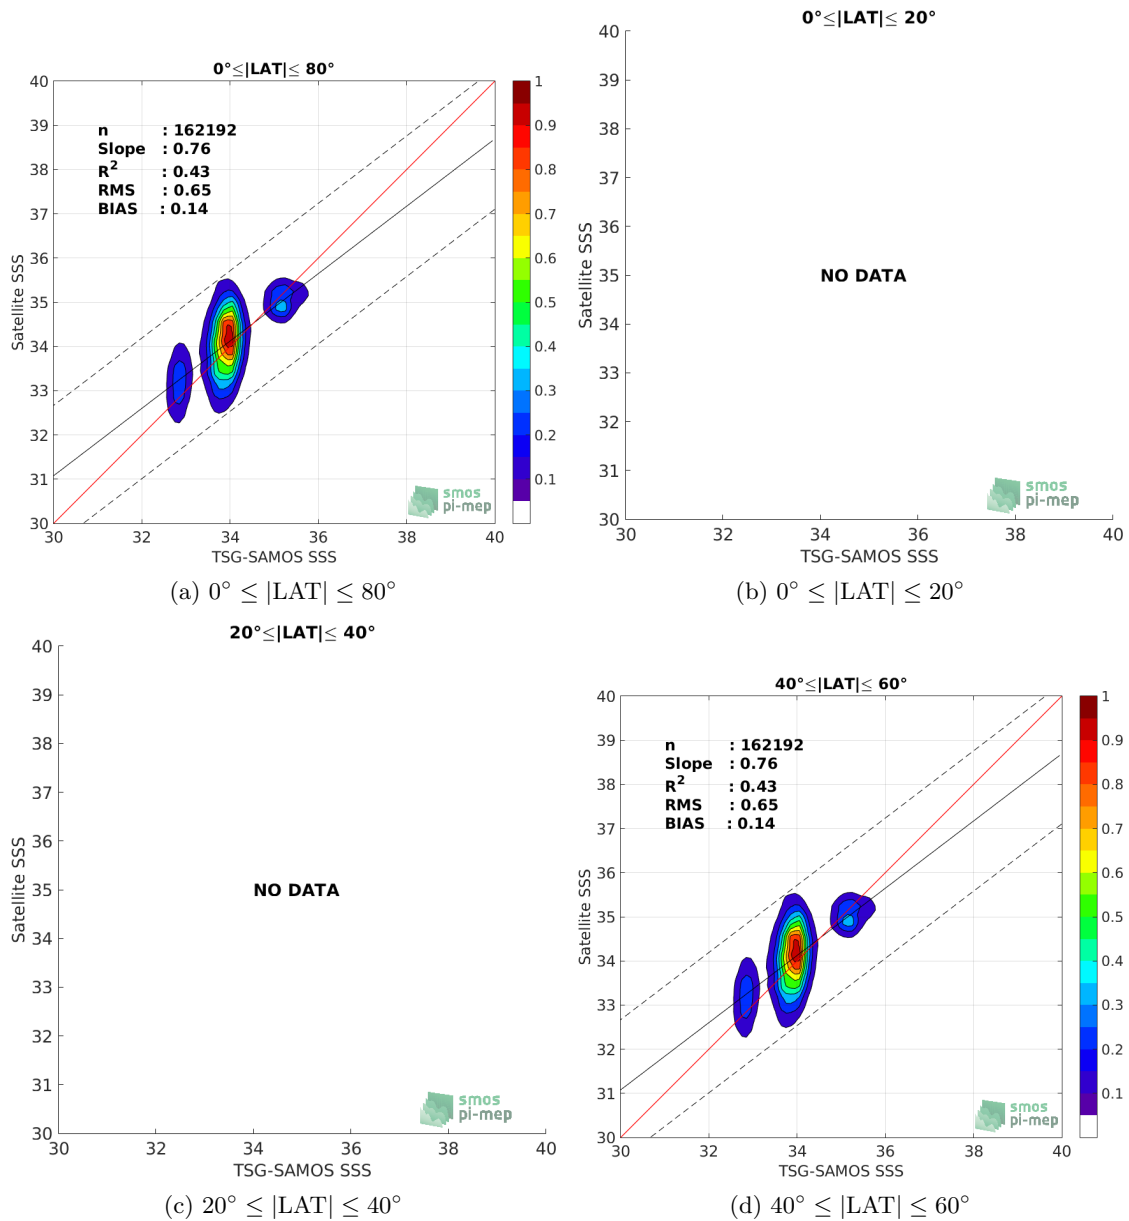 0°≤|LAT|≤ 80°
40
39
38
37
36
35
34
33
32
31
30
Satellite SSS
n : 162192
Slope : 0.76
R2 : 0.43
RMS : 0.65
BIAS : 0.14
1
0.9
0.8
0.7
0.6
0.5
0.4
0.3
0.2
0.1
smos
pi-mep
30 32 34 36 38 40
TSG-SAMOS SSS
(a) 0° ≤ |LAT| ≤ 80°
0°≤|LAT|≤ 20°
40
39
38
37
36
35
34
33
32
31
30
Satellite SSS
NO DATA
smos
pi-mep
30 32 34 36 38 40
TSG-SAMOS SSS
(b) 0° ≤ |LAT| ≤ 20°
20°≤|LAT|≤ 40°
40
39
38
37
36
35
34
33
32
31
30
Satellite SSS
NO DATA
smos
pi-mep
30 32 34 36 38 40
TSG-SAMOS SSS
(c) 20° ≤ |LAT| ≤ 40°
40°≤|LAT|≤ 60°
40
39
38
37
36
35
34
33
32
31
30
Satellite SSS
n : 162192
Slope : 0.76
R2 : 0.43
RMS : 0.65
BIAS : 0.14
1
0.9
0.8
0.7
0.6
0.5
0.4
0.3
0.2
0.1
smos
pi-mep
30 32 34 36 38 40
TSG-SAMOS SSS
(d) 40° ≤ |LAT| ≤ 60°